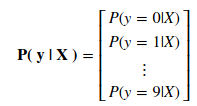 P(y = 0|X)
P(y = 1|X)
P( y | X ) =
⋮
P(y = 9|X)